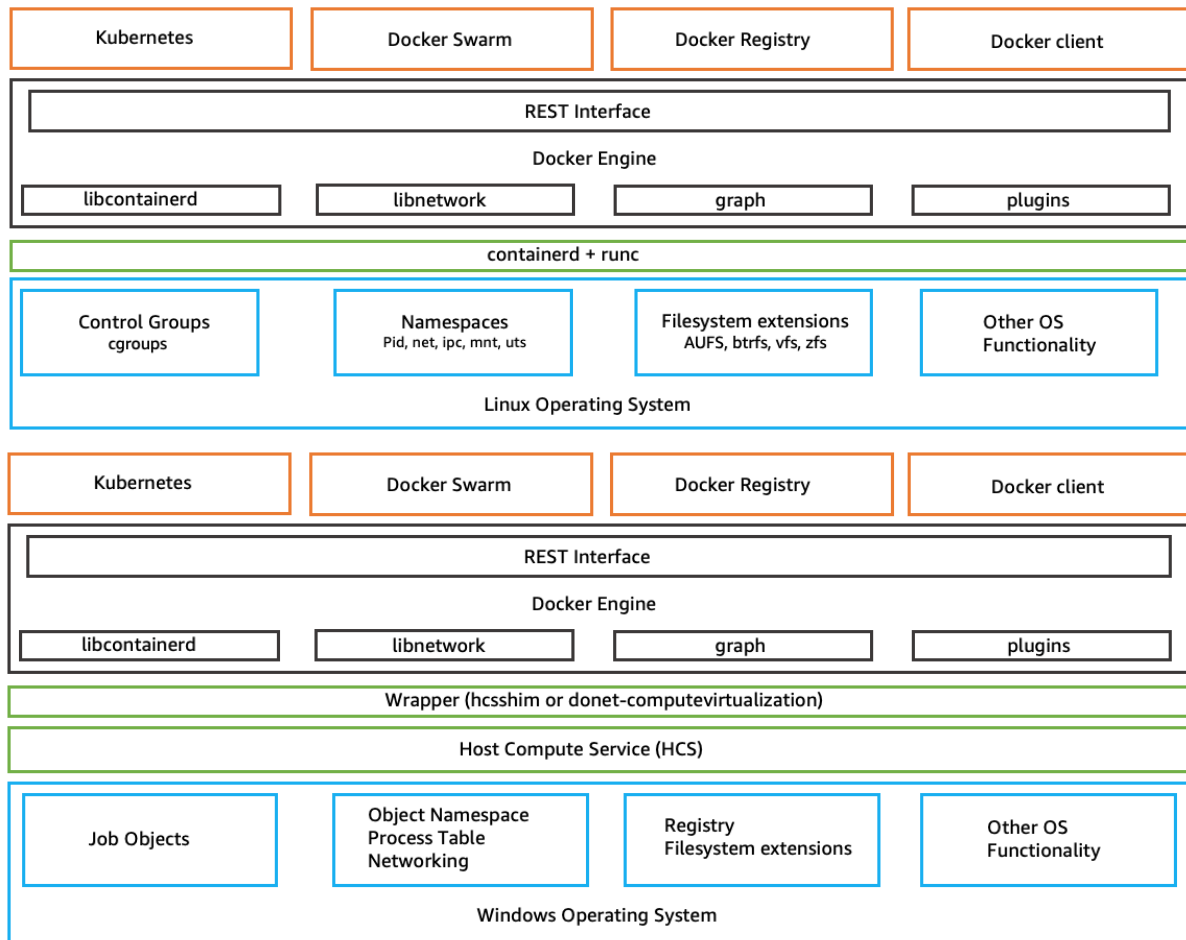 Kubernetes
Docker Swarm
Docker Registry
Docker client
REST Interface
Docker Engine
libcontainerd
libnetwork
graph
plugins
containerd + runc
Control Groups
cgroups
Namespaces
Pid, net, ipc, mnt, uts
Filesystem extensions
AUFS, btrfs, vfs, zfs
Other OS
Functionality
Linux Operating System
Kubernetes
Docker Swarm
Docker Registry
Docker client
REST Interface
Docker Engine
libcontainerd
libnetwork
graph
plugins
Wrapper (hcsshim or donet-computevirtualization)
Host Compute Service (HCS)
Job Objects
Object Namespace
Process Table
Networking
Registry
Filesystem extensions
Other OS
Functionality
Windows Operating System